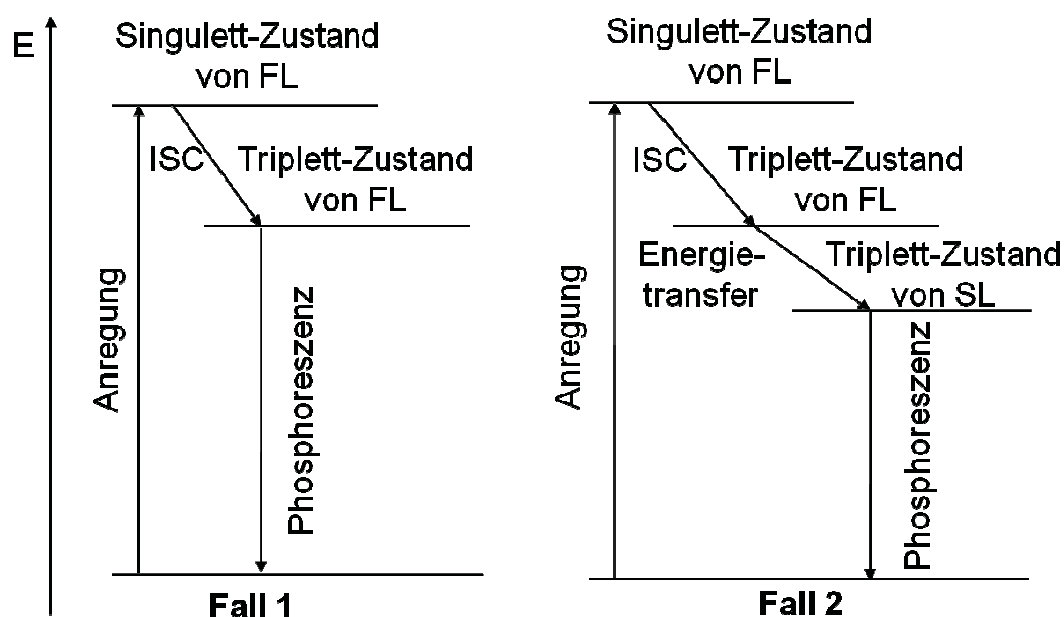 E
Singulett-Zustand
von FL
ISC
Triplett-Zustand
von FL
Anregung
Phosphoreszenz
Fall 1
Singulett-Zustand
von FL
ISC
Triplett-Zustand
von FL
Energie-
transfer
Triplett-Zustand
von SL
Anregung
Phosphoreszenz
Fall 2